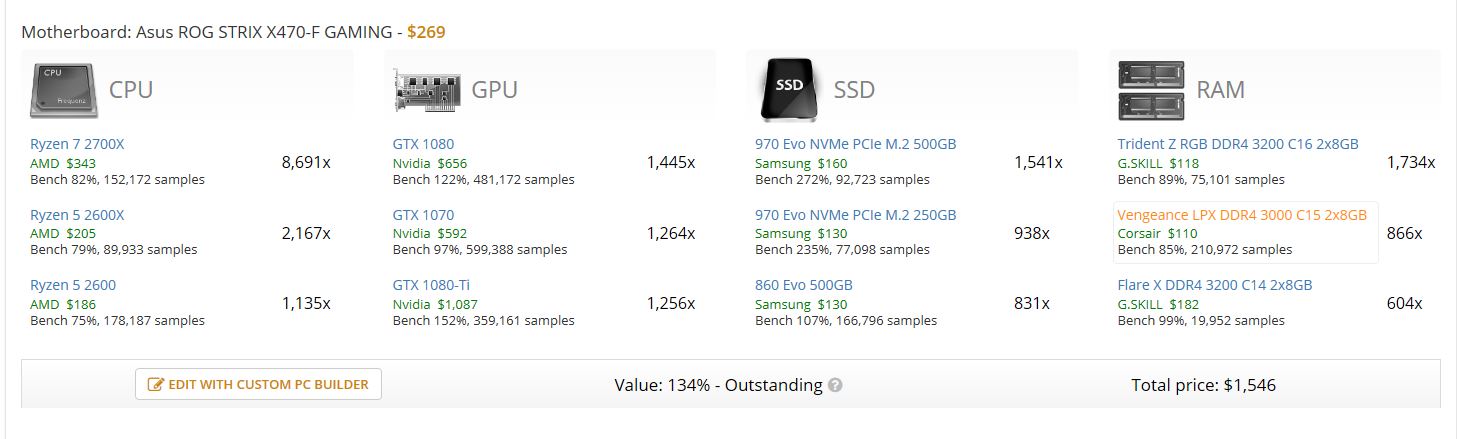 Motherboard: Asus ROG STRIX X470-F GAMING - $269
CPU
Frequenz
CPU
Ryzen 7 2700X
AMD $343
Bench 82%, 152,172 samples
8,691x
Ryzen 5 2600X
AMD $205
Bench 79%, 89,933 samples
2,167x
Ryzen 5 2600
AMD $186
Bench 75%, 178,187 samples
1,135x
GPU
GTX 1080
Nvidia $656
Bench 122%, 481,172 samples
1,445x
GTX 1070
Nvidia $592
Bench 97%, 599,388 samples
1,264x
GTX 1080-Ti
Nvidia $1,087
Bench 152%, 359,161 samples
1,256x
SSD
SSD
970 Evo NVMe PCIe M.2 500GB
Samsung $160
Bench 272%, 92,723 samples
1,541x
970 Evo NVMe PCIe M.2 250GB
Samsung $130
Bench 235%, 77,098 samples
938x
860 Evo 500GB
Samsung $130
Bench 107%, 166,796 samples
831x
RAM
Trident Z RGB DDR4 3200 C16 2x8GB
G.SKILL $118
Bench 89%, 75,101 samples
1,734x
Vengeance LPX DDR4 3000 C15 2x8GB
Corsair $110
Bench 85%, 210,972 samples
866x
Flare X DDR4 3200 C14 2x8GB
G.SKILL $182
Bench 99%, 19,952 samples
604x
EDIT WITH CUSTOM PC BUILDER
Value: 134% - Outstanding ?
Total price: $1,546